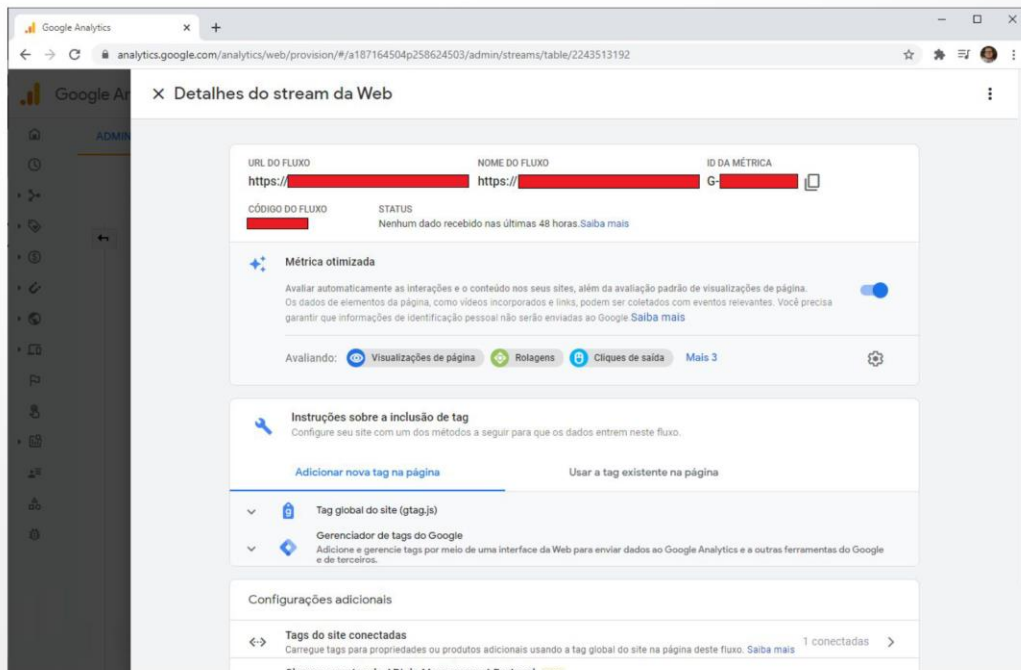 Google Analytics
analytics.google.com/analytics/web/provision/#/a187164504p258624503/admin/streams/table/2243513192
Google An
Detalhes do stream da Web
ADMIN
URL DO FLUXO NOME DO FLUXO ID DA MÉTRICA
https:// https:// G-
CÓDIGO DO FLUXO STATUS
Nenhum dado recebido nas últimas 48 horas.Saiba mais
Métrica otimizada
Avaliar automaticamente as interações e o conteúdo nos seus sites, além da avaliação padrão de visualizações de página.
Os dados de elementos da página, como vídeos incorporados e links, podem ser coletados com eventos relevantes. Você precisa
garantir que informações de identificação pessoal não serão enviadas ao Google Saiba mais
Avaliando: Visualizações de página Rolagens Cliques de saída Mais 3
Instruções sobre a inclusão de tag
Configure seu site com um dos métodos a seguir para que os dados entrem neste fluxo.
Adicionar nova tag na página Usar a tag existente na página
Tag global do site (gtag.js)
Gerenciador de tags do Google
Adicione e gerencie tags por meio de uma interface da Web para enviar dados ao Google Analytics e a outras ferramentas do Google
e de terceiros.
Configurações adicionais
Tags do site conectadas
Carregue tags para propriedades ou produtos adicionais usando a tag global do site na página deste fluxo. Saiba mais
1 conectadas